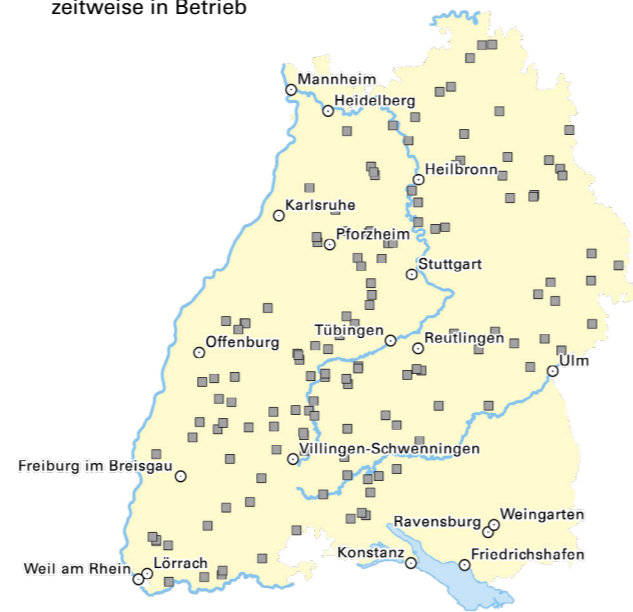 zeitweise in Betrieb
Mannheim
Heidelberg
Heilbronn
Karlsruhe
Pforzheim
Stuttgart
Tübingen
Reutlingen
Offenburg
Ulm
Villingen-Schwenningen
Freiburg im Breisgau
Weingarten
Ravensburg
Konstanz
Friedrichshafen
Lörrach
Weil am Rhein